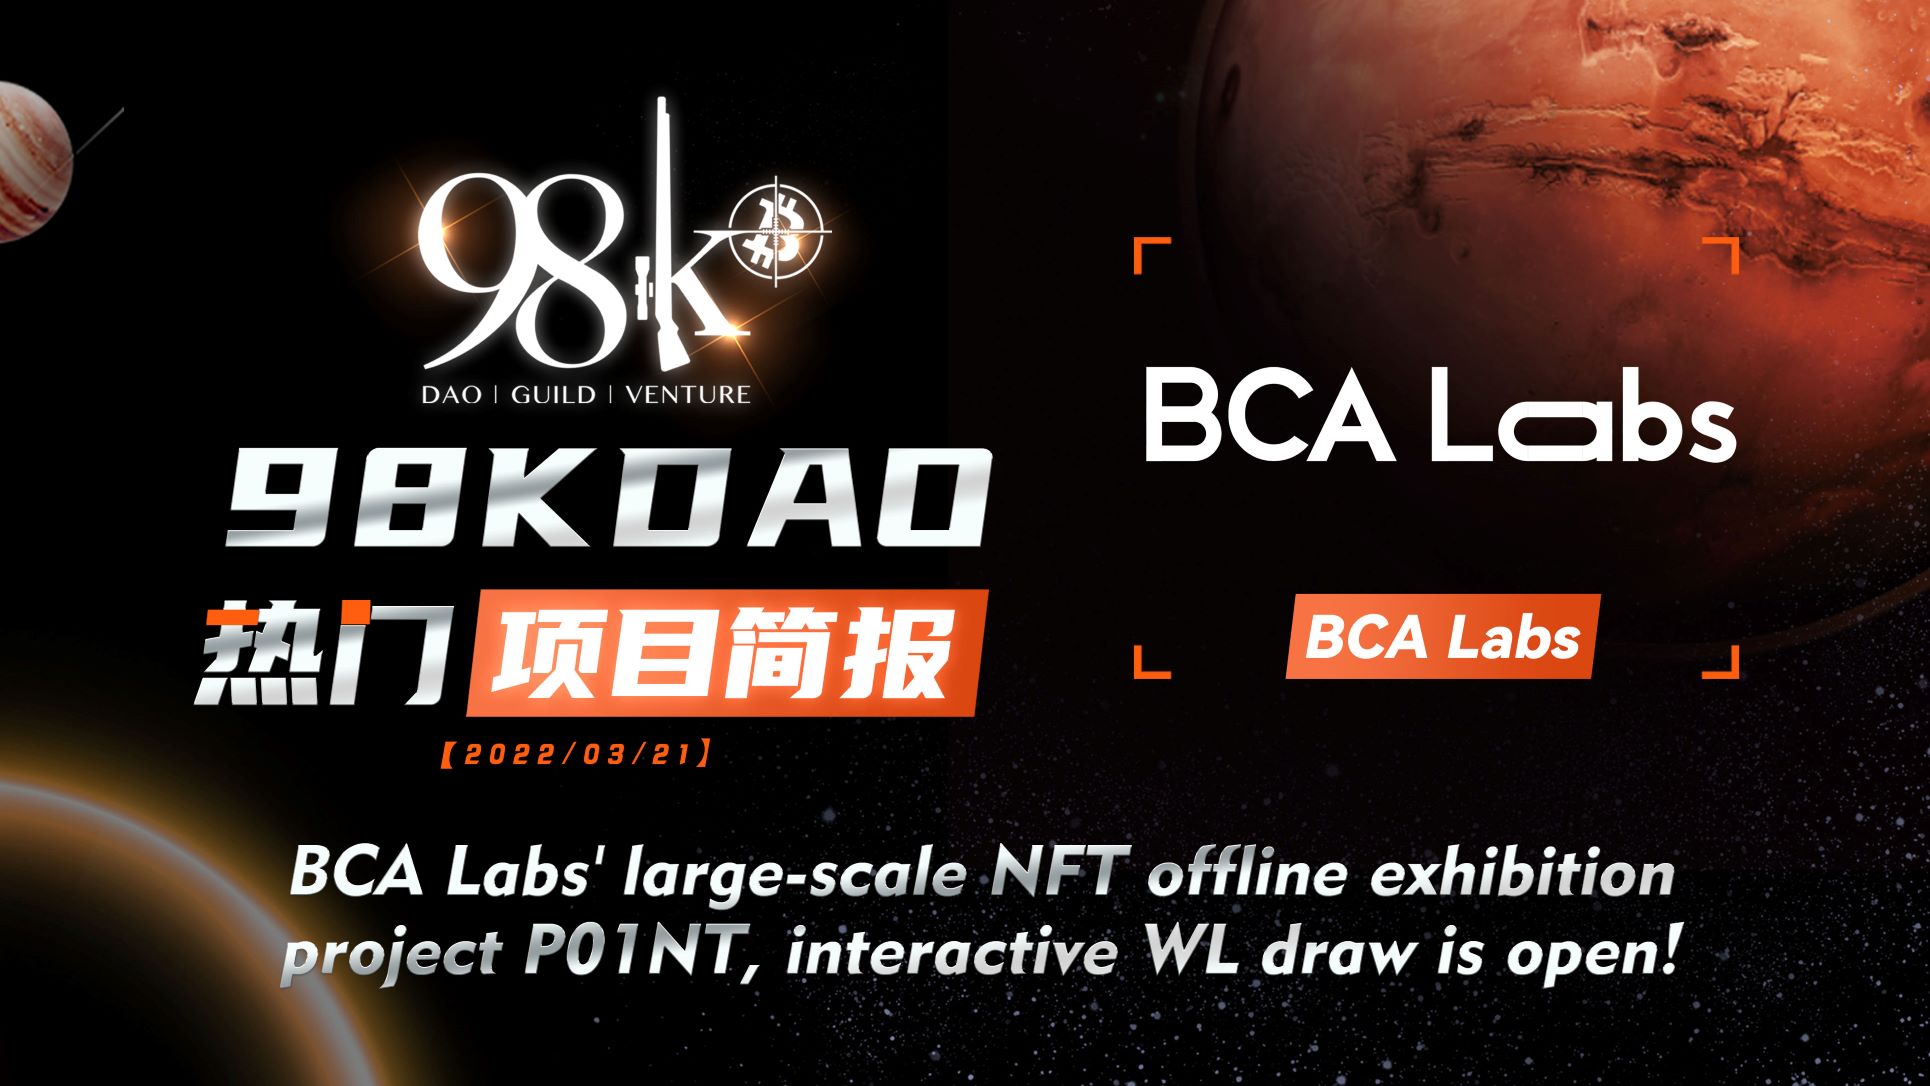 98k
DAO | GUILD | VENTURE
98KDAO
热门项目简报
【2022/03/21】
BCA Labs
BCA Labs
BCA Labs' large-scale NFT offline exhibition
project P01NT, interactive WL draw is open!